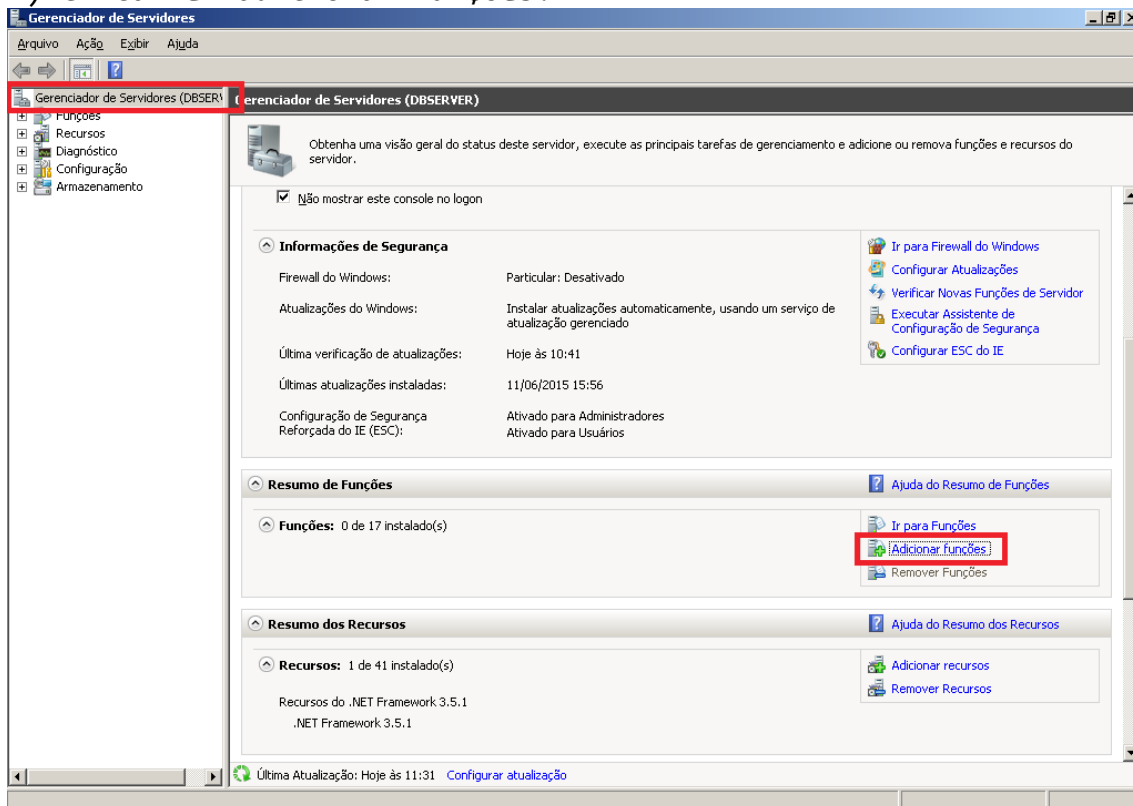 Gerenciador de Servidores
Arquivo Ação Exibir Ajuda
Gerenciador de Servidores (DBSER
Funções
Recursos
Diagnóstico
Configuração
Armazenamento
erenciador de Servidores (DBSERVER)
Obtenha uma visão geral do status deste servidor, execute as principais tarefas de gerenciamento e adicione ou remova funções e recursos do
servidor.
Não mostrar este console no logon
Informações de Segurança
Firewall do Windows: Particular: Desativado
Atualizações do Windows: Instalar atualizações automaticamente, usando um serviço de
atualização gerenciado
Última verificação de atualizações: Hoje às 10:41
Últimas atualizações instaladas: 11/06/2015 15:56
Configuração de Segurança Ativado para Administradores
Reforçada do IE (ESC): Ativado para Usuários
Ir para Firewall do Windows
Configurar Atualizações
Verificar Novas Funções de Servidor
Executar Assistente de
Configuração de Segurança
Configurar ESC do IE
Resumo de Funções
Ajuda do Resumo de Funções
Funções: 0 de 17 instalado(s)
Ir para Funções
Adicionar funções
Remover Funções
Resumo dos Recursos
Ajuda do Resumo dos Recursos
Recursos: 1 de 41 instalado(s)
Recursos do .NET Framework 3.5.1
.NET Framework 3.5.1
Adicionar recursos
Remover Recursos
Última Atualização: Hoje às 11:31 Configurar atualização